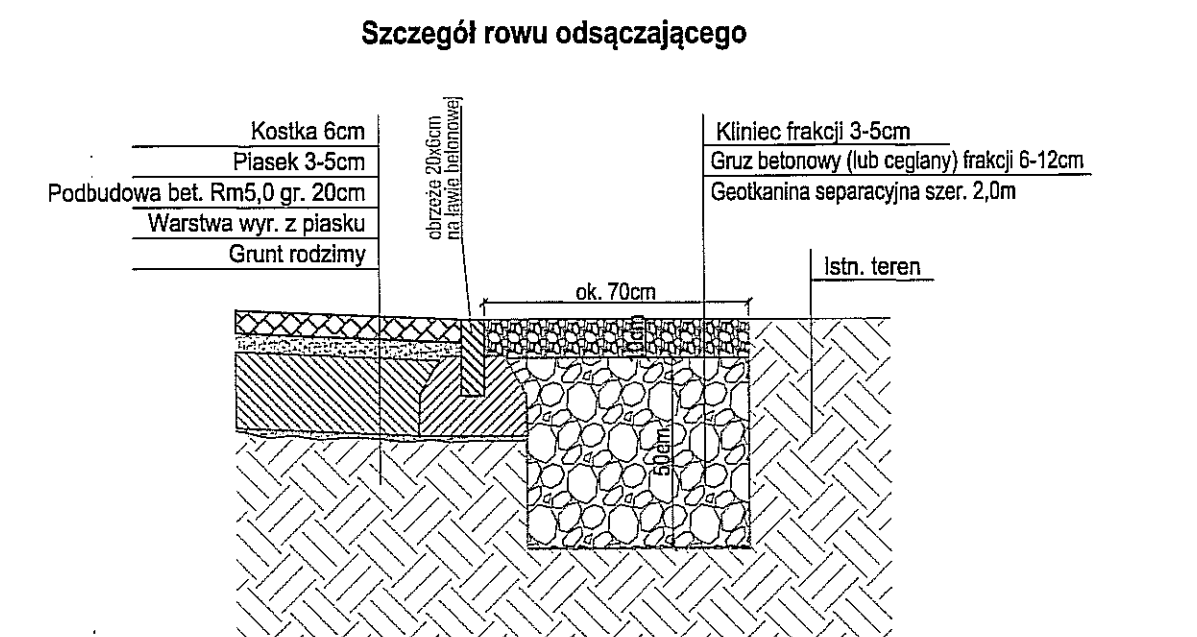 Szczegół rowu odsączającego
Kostka 6cm
Piasek 3-5cm
Podbudowa bet. Rm5,0 gr. 20cm
Warstwa wyr. z piasku
Grunt rodzimy
obrzeże 20x6cm
na ławie betonowej
Kliniec frakcji 3-5cm
Gruz betonowy (lub ceglany) frakcji 6-12cm
Geotkanina separacyjna szer. 2,0m
Istn. teren
ok. 70cm
10cm
50cm